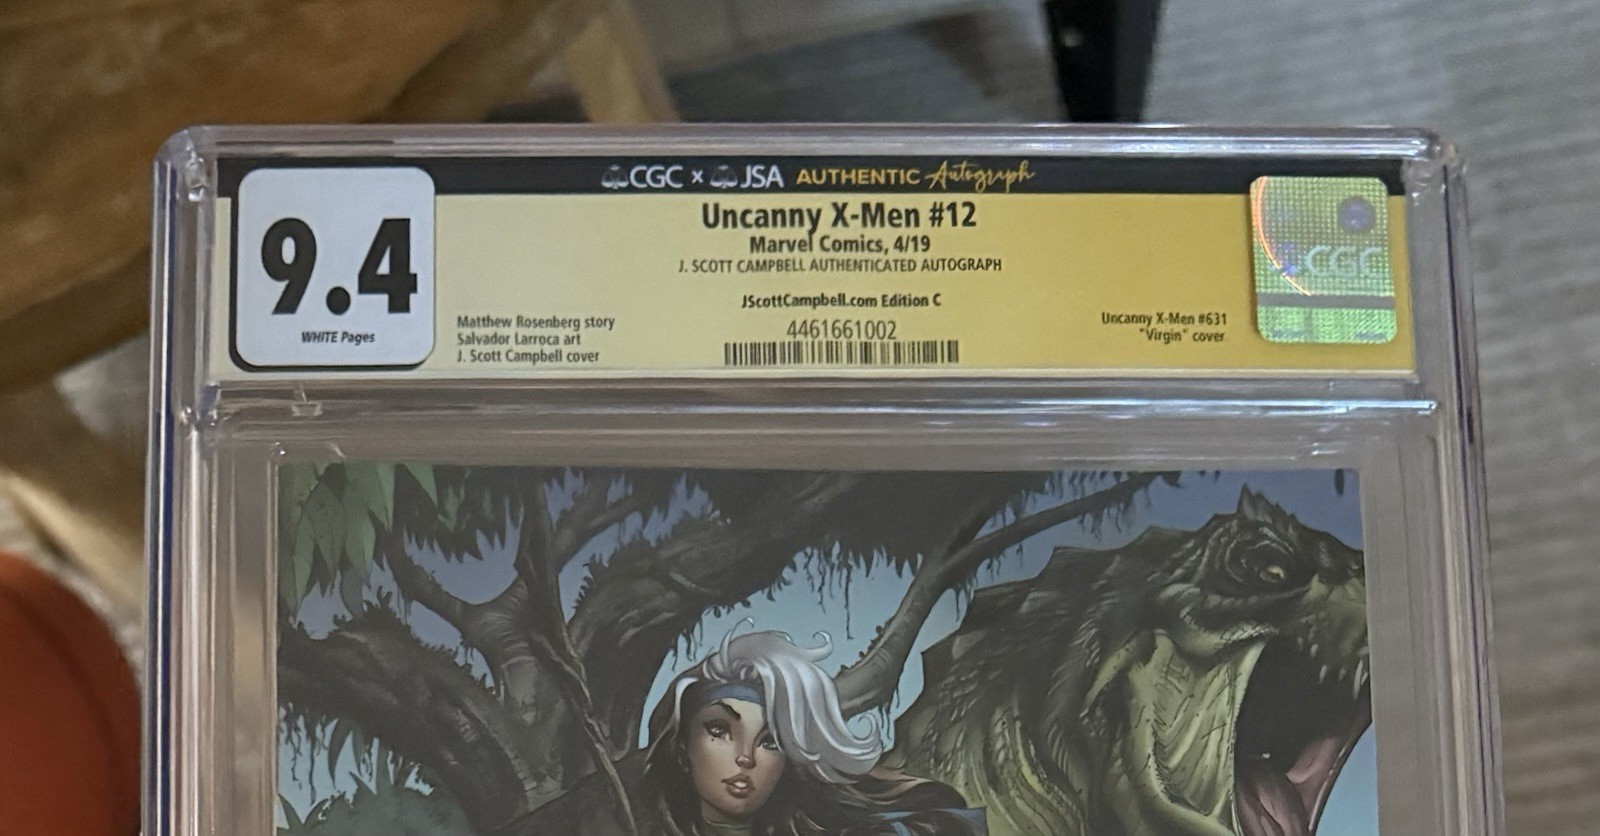 CGC x JSA AUTHENTIC Autograph
9.4
WHITE Pages
Uncanny X-Men #12
Marvel Comics, 4/19
J. SCOTT CAMPBELL AUTHENTICATED AUTOGRAPH
JScottCampbell.com Edition C
4461661002
Matthew Rosenberg story
Salvador Larroca art
J. Scott Campbell cover
Uncanny X-Men #631
"Virgin" cover
CGC